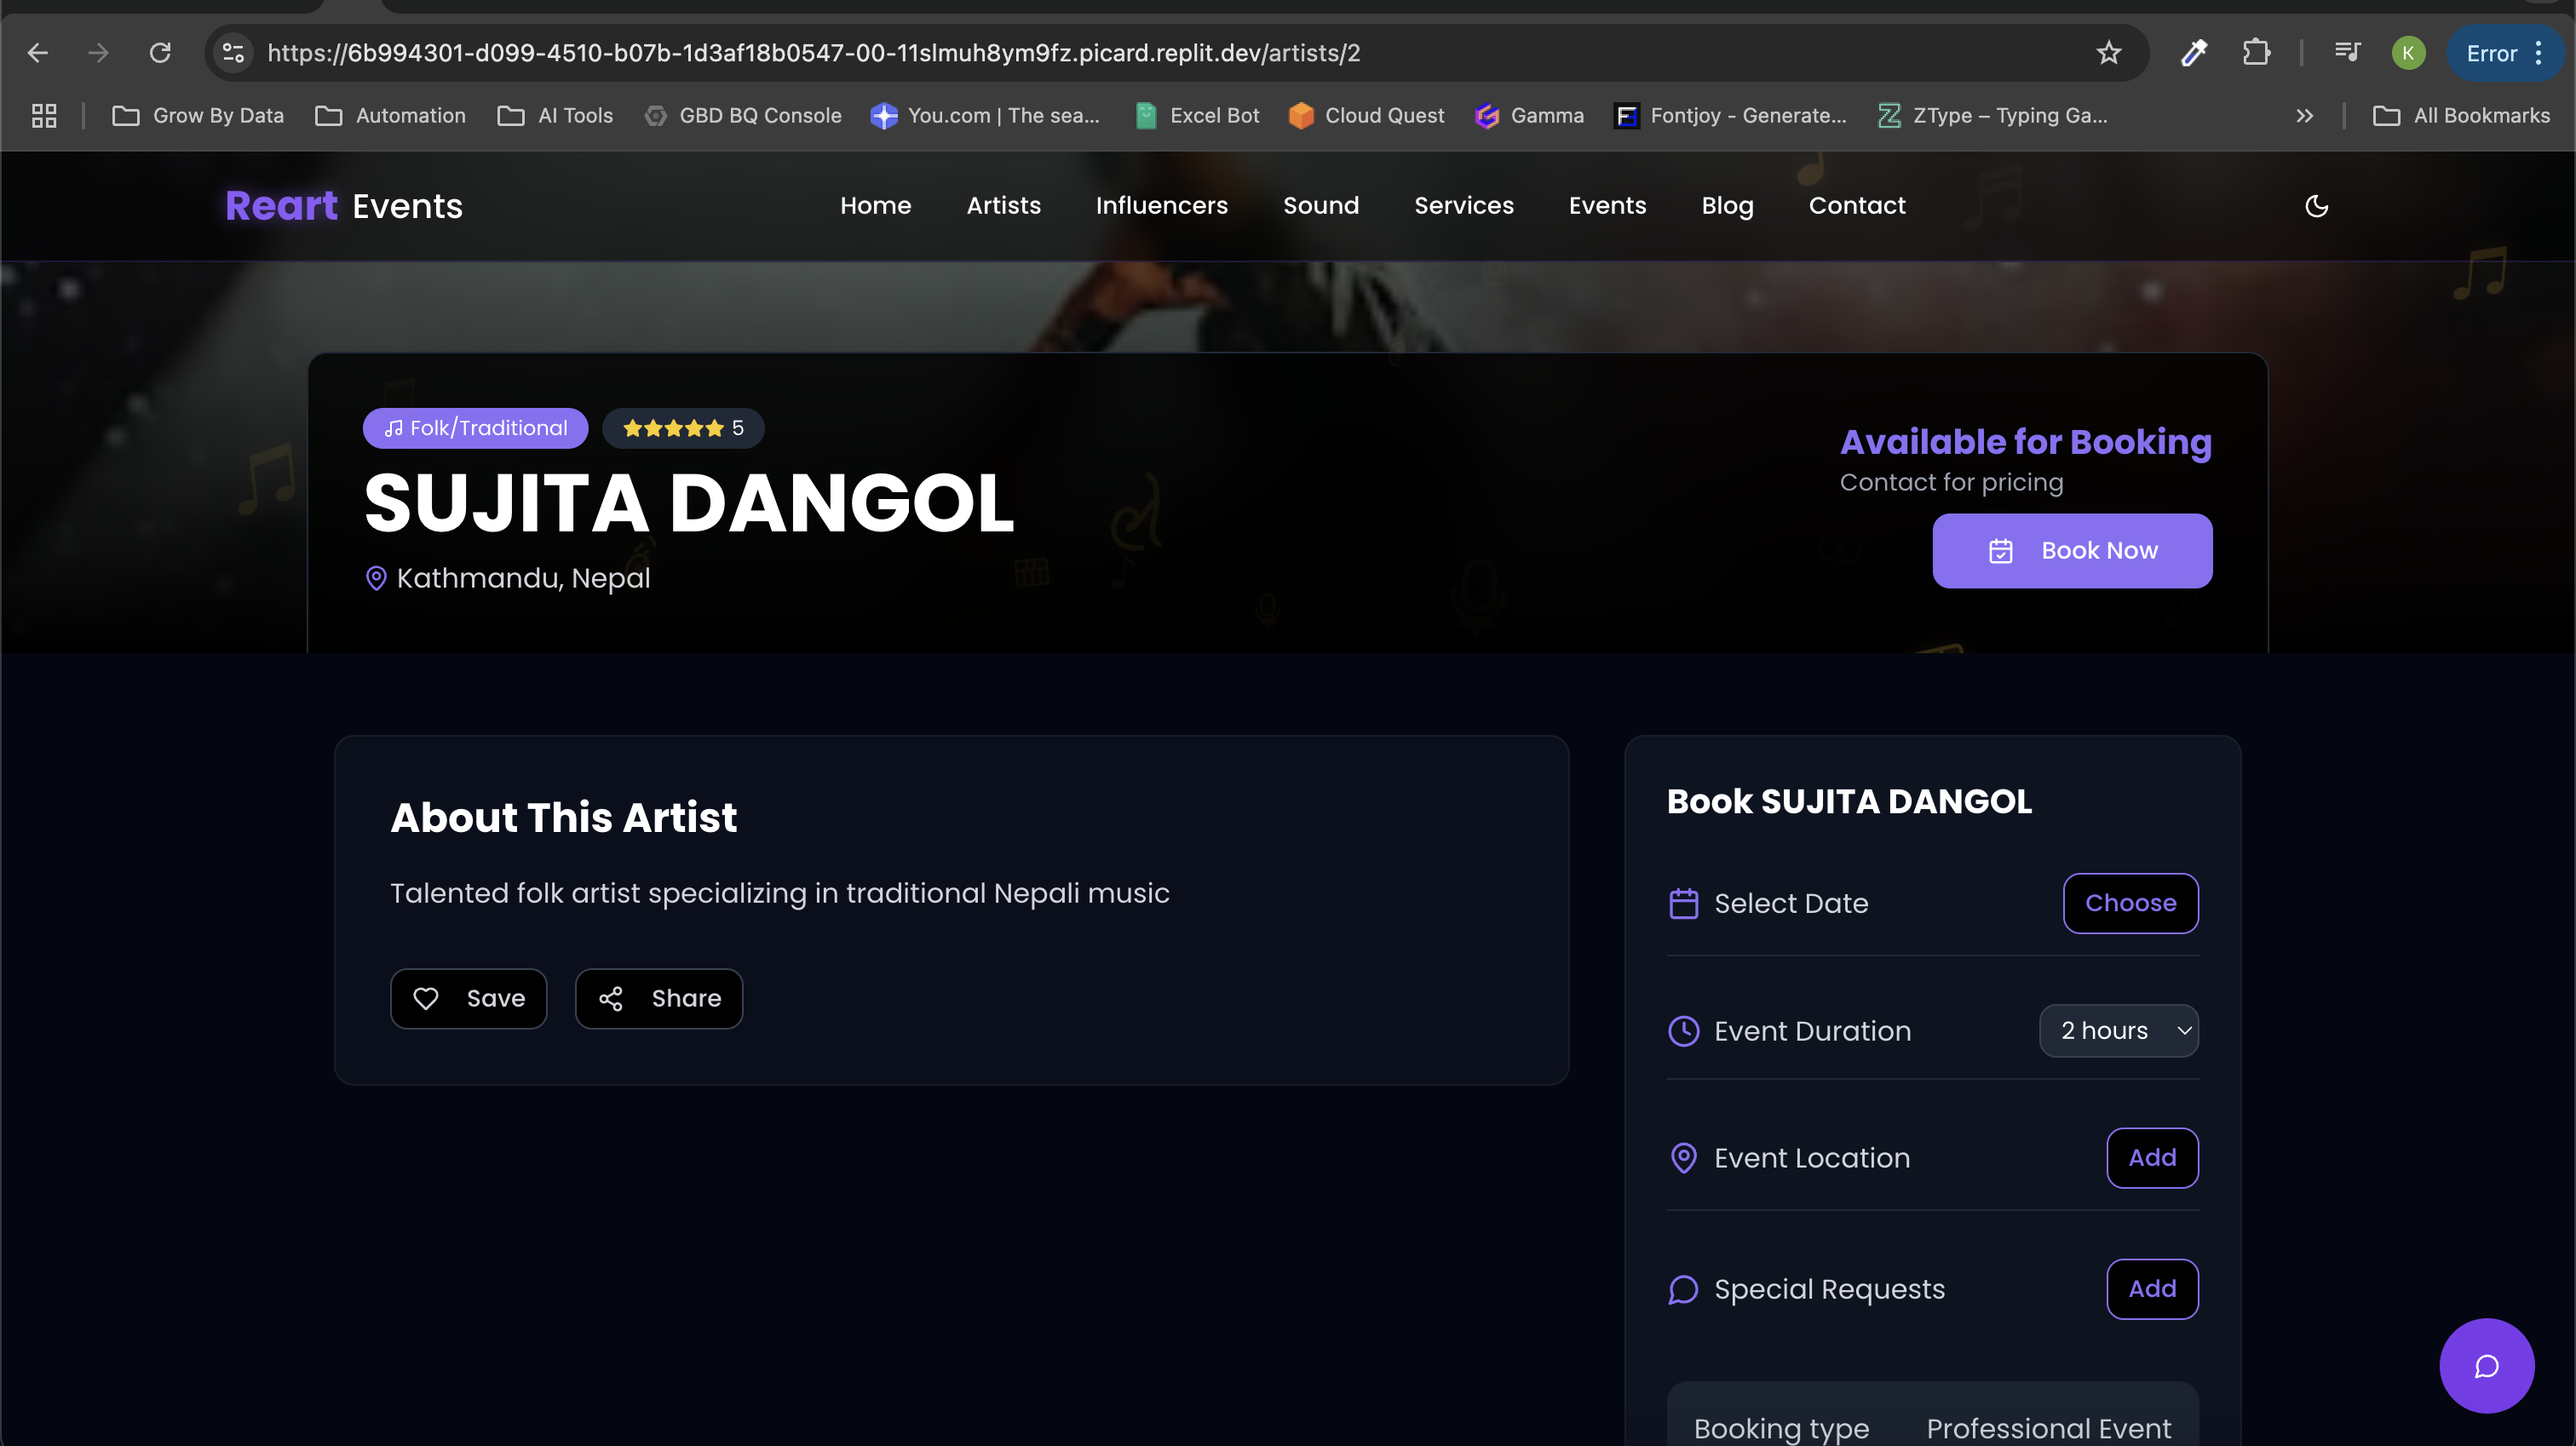 https://6b994301-d099-4510-b07b-1d3af18b0547-00-11slmuh8ym9fz.picard.replit.dev/artists/2
K
Error
Grow By Data
Automation
AI Tools
GBD BQ Console
You.com | The sea...
Excel Bot
Cloud Quest
Gamma
Fontjoy - Generate...
ZType – Typing Ga...
All Bookmarks
Reart Events
Home
Artists
Influencers
Sound
Services
Events
Blog
Contact
Folk/Traditional
5
SUJITA DANGOL
Kathmandu, Nepal
Available for Booking
Contact for pricing
Book Now
About This Artist
Talented folk artist specializing in traditional Nepali music
Save
Share
Book SUJITA DANGOL
Select Date
Choose
Event Duration
2 hours
Event Location
Add
Special Requests
Add
Booking type
Professional Event